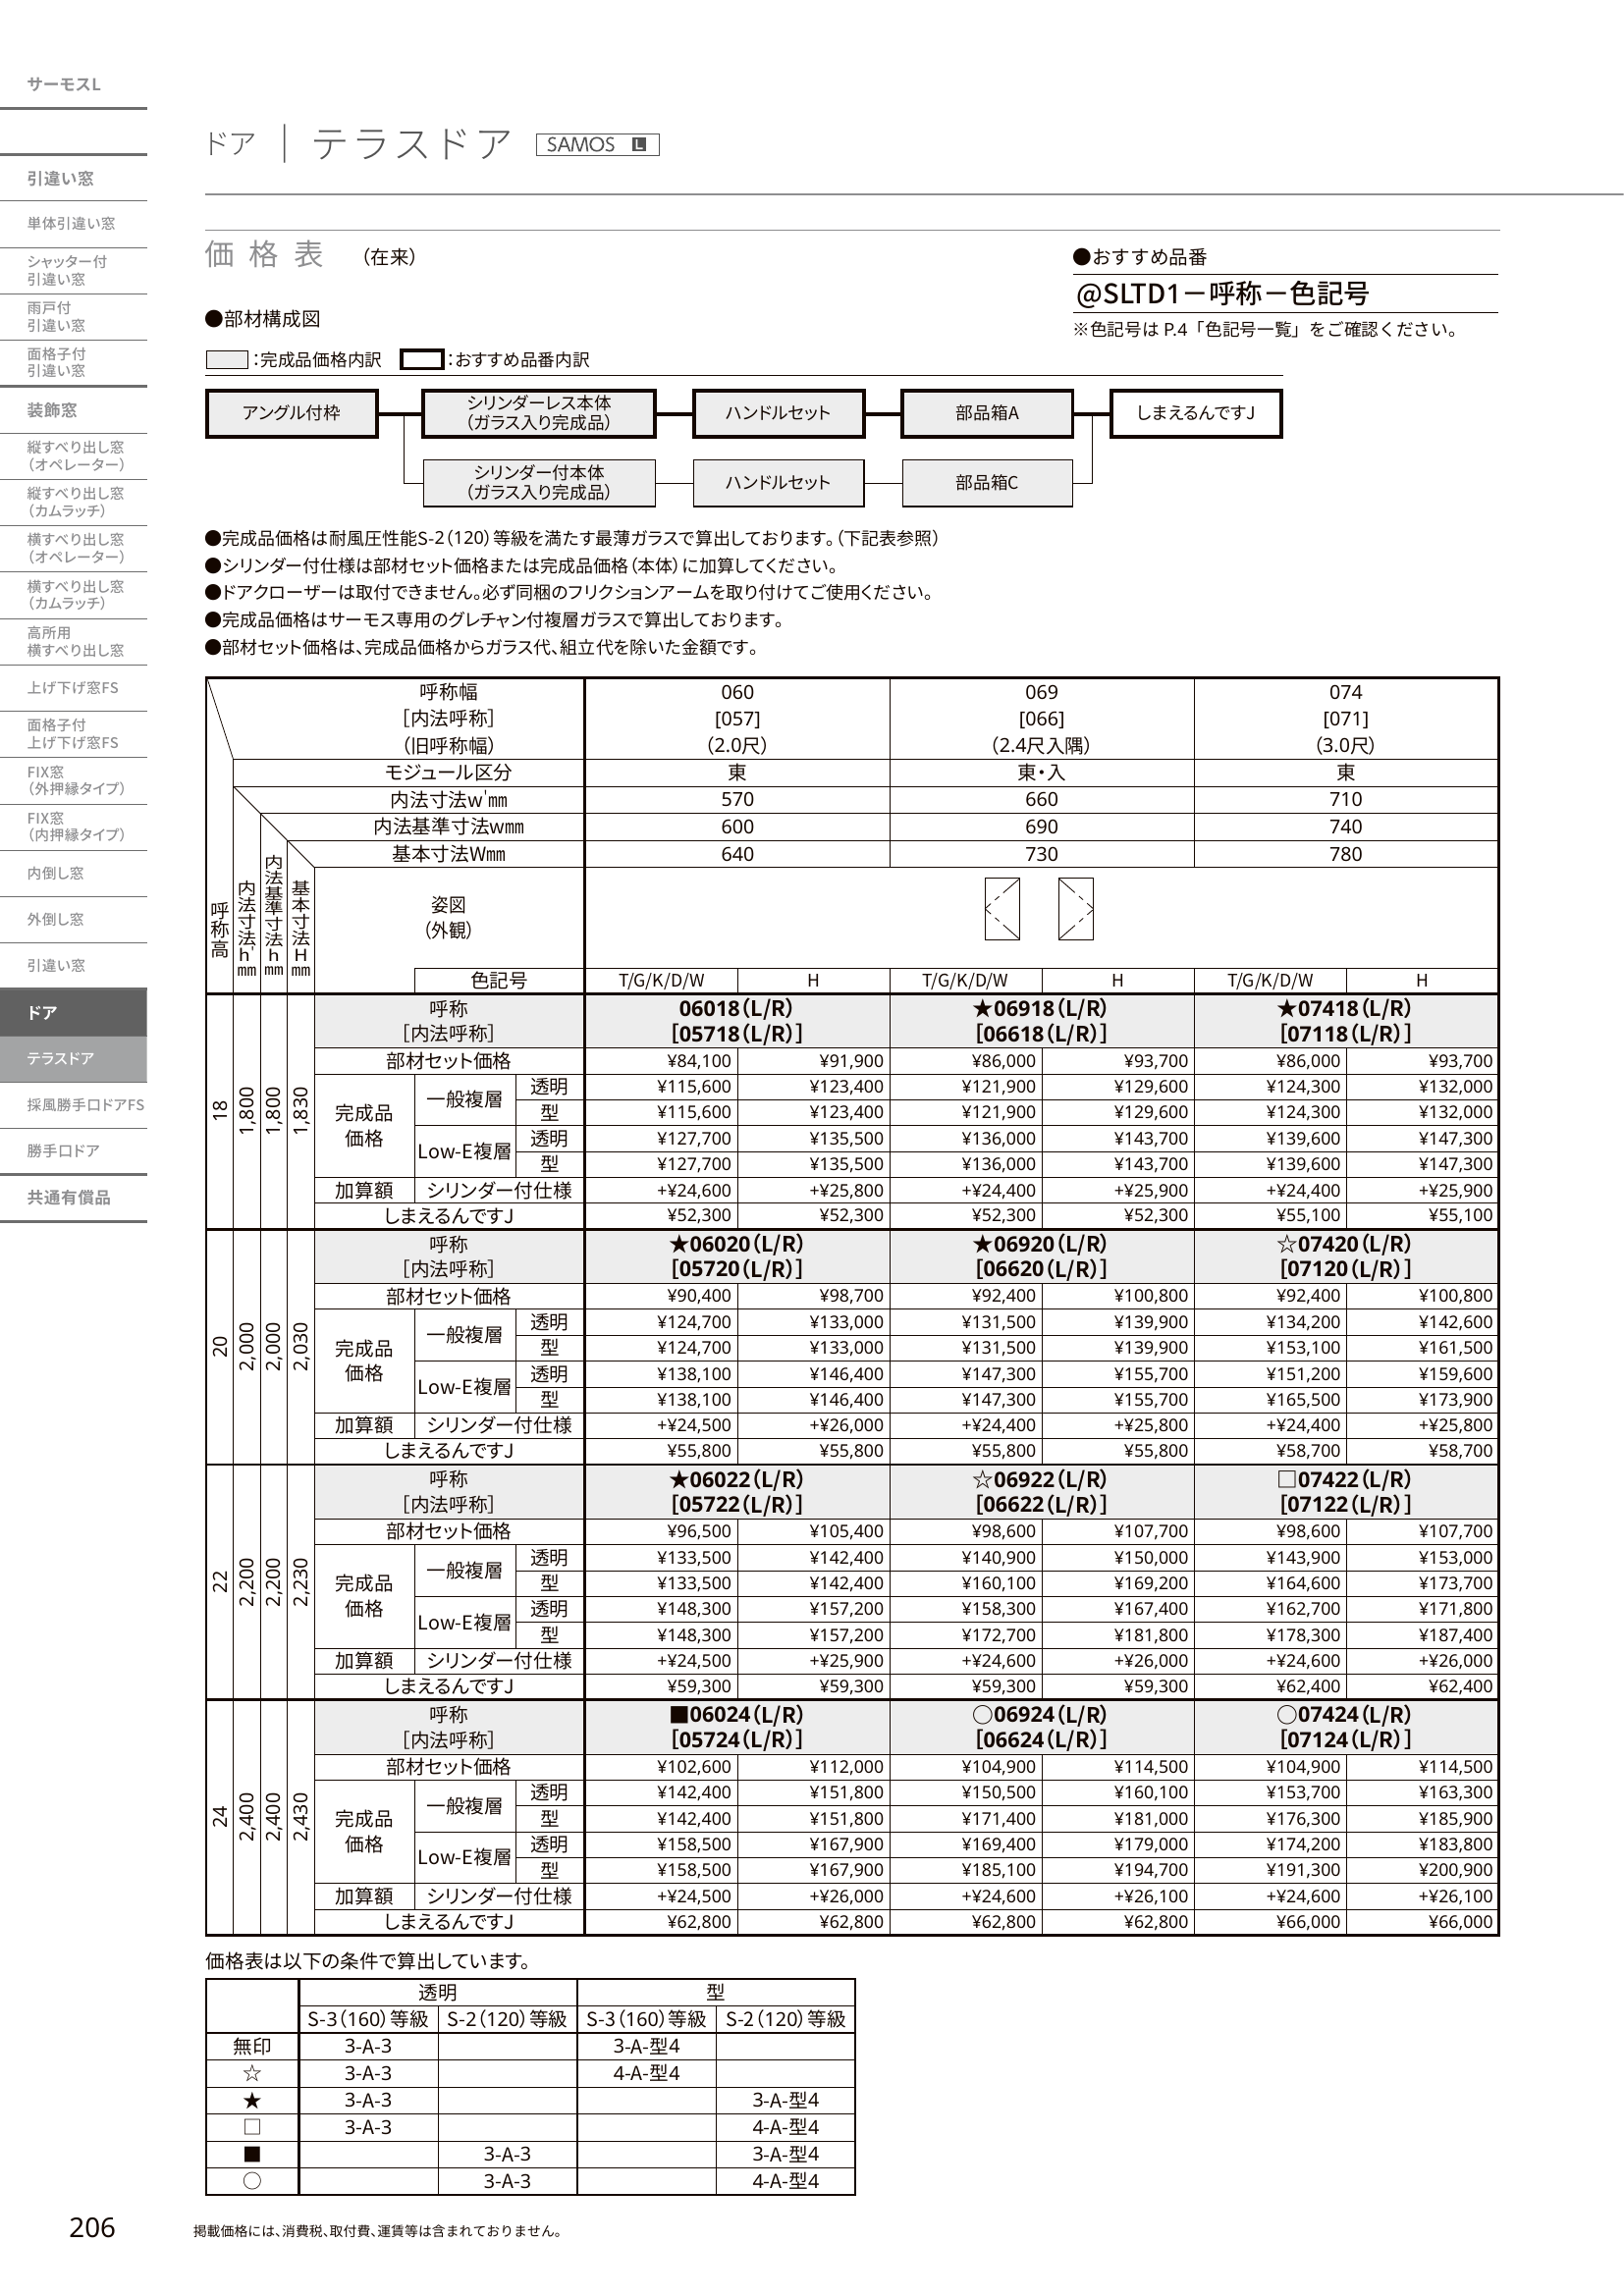 サーモスL
引違い窓
単体引違い窓
シャッター付
引違い窓
雨戸付
引違い窓
面格子付
引違い窓
装飾窓
縦すべり出し窓
（オペレーター）
縦すべり出し窓
（カムラッチ）
横すべり出し窓
（オペレーター）
横すべり出し窓
（カムラッチ）
高所用
横すべり出し窓
上げ下げ窓FS
面格子付
上げ下げ窓FS
FIX窓
（外押縁タイプ）
FIX窓
（内押縁タイプ）
内倒し窓
外倒し窓
引違い窓
ドア
テラスドア
採風勝手口ドアFS
勝手口ドア
共通有償品
ドア | テラスドア SAMOS L
価格表 （在来）
●おすすめ品番
@SLTD1－呼称－色記号
※色記号は P.4「色記号一覧」をご確認ください。
●部材構成図
：完成品価格内訳 ：おすすめ品番内訳
アングル付枠 シリンダーレス本体（ガラス入り完成品） ハンドルセット 部品箱A しまえるんですJ
シリンダー付本体（ガラス入り完成品） ハンドルセット 部品箱C
●完成品価格は耐風圧性能S-2（120）等級を満たす最薄ガラスで算出しております。（下記表参照）
●シリンダー付仕様は部材セット価格または完成品価格（本体）に加算してください。
●ドアクローザーは取付できません。必ず同梱のフリクションアームを取り付けてご使用ください。
●完成品価格はサーモス専用のグレチャン付複層ガラスで算出しております。
●部材セット価格は、完成品価格からガラス代、組立代を除いた金額です。
呼称幅 060 069 074
［内法呼称］ [057] [066] [071]
（旧呼称幅） （2.0尺） （2.4尺入隅） （3.0尺）
モジュール区分 東 東・入 東
内法寸法w'㎜ 570 660 710
内法基準寸法w㎜ 600 690 740
基本寸法W㎜ 640 730 780
呼称高 内法寸法h'㎜ 内法基準寸法h㎜ 基本寸法H㎜
姿図
（外観）
色記号 T/G/K/D/W H T/G/K/D/W H T/G/K/D/W H
18 1,800 1,800 1,830
呼称 06018（L/R） ★06918（L/R） ★07418（L/R）
［内法呼称］ [05718（L/R）] [06618（L/R）] [07118（L/R）]
部材セット価格 ¥84,100 ¥91,900 ¥86,000 ¥93,700 ¥86,000 ¥93,700
完成品価格 一般複層 透明 ¥115,600 ¥123,400 ¥121,900 ¥129,600 ¥124,300 ¥132,000
型 ¥115,600 ¥123,400 ¥121,900 ¥129,600 ¥124,300 ¥132,000
Low-E複層 透明 ¥127,700 ¥135,500 ¥136,000 ¥143,700 ¥139,600 ¥147,300
型 ¥127,700 ¥135,500 ¥136,000 ¥143,700 ¥139,600 ¥147,300
加算額 シリンダー付仕様 +¥24,600 +¥25,800 +¥24,400 +¥25,900 +¥24,400 +¥25,900
しまえるんですJ ¥52,300 ¥52,300 ¥52,300 ¥52,300 ¥55,100 ¥55,100
20 2,000 2,000 2,030
呼称 ★06020（L/R） ★06920（L/R） ☆07420（L/R）
［内法呼称］ [05720（L/R）] [06620（L/R）] [07120（L/R）]
部材セット価格 ¥90,400 ¥98,700 ¥92,400 ¥100,800 ¥92,400 ¥100,800
完成品価格 一般複層 透明 ¥124,700 ¥133,000 ¥131,500 ¥139,900 ¥134,200 ¥142,600
型 ¥124,700 ¥133,000 ¥131,500 ¥139,900 ¥153,100 ¥161,500
Low-E複層 透明 ¥138,100 ¥146,400 ¥147,300 ¥155,700 ¥151,200 ¥159,600
型 ¥138,100 ¥146,400 ¥147,300 ¥155,700 ¥165,500 ¥173,900
加算額 シリンダー付仕様 +¥24,500 +¥26,000 +¥24,400 +¥25,800 +¥24,400 +¥25,800
しまえるんですJ ¥55,800 ¥55,800 ¥55,800 ¥55,800 ¥58,700 ¥58,700
22 2,200 2,200 2,230
呼称 ★06022（L/R） ☆06922（L/R） □07422（L/R）
［内法呼称］ [05722（L/R）] [06622（L/R）] [07122（L/R）]
部材セット価格 ¥96,500 ¥105,400 ¥98,600 ¥107,700 ¥98,600 ¥107,700
完成品価格 一般複層 透明 ¥133,500 ¥142,400 ¥140,900 ¥150,000 ¥143,900 ¥153,000
型 ¥133,500 ¥142,400 ¥160,100 ¥169,200 ¥164,600 ¥173,700
Low-E複層 透明 ¥148,300 ¥157,200 ¥158,300 ¥167,400 ¥162,700 ¥171,800
型 ¥148,300 ¥157,200 ¥172,700 ¥181,800 ¥178,300 ¥187,400
加算額 シリンダー付仕様 +¥24,500 +¥25,900 +¥24,600 +¥26,000 +¥24,600 +¥26,000
しまえるんですJ ¥59,300 ¥59,300 ¥59,300 ¥59,300 ¥62,400 ¥62,400
24 2,400 2,400 2,430
呼称 ■06024（L/R） ○06924（L/R） ○07424（L/R）
［内法呼称］ [05724（L/R）] [06624（L/R）] [07124（L/R）]
部材セット価格 ¥102,600 ¥112,000 ¥104,900 ¥114,500 ¥104,900 ¥114,500
完成品価格 一般複層 透明 ¥142,400 ¥151,800 ¥150,500 ¥160,100 ¥153,700 ¥163,300
型 ¥142,400 ¥151,800 ¥171,400 ¥181,000 ¥176,300 ¥185,900
Low-E複層 透明 ¥158,500 ¥167,900 ¥169,400 ¥179,000 ¥174,200 ¥183,800
型 ¥158,500 ¥167,900 ¥185,100 ¥194,700 ¥191,300 ¥200,900
加算額 シリンダー付仕様 +¥24,500 +¥26,000 +¥24,600 +¥26,100 +¥24,600 +¥26,100
しまえるんですJ ¥62,800 ¥62,800 ¥62,800 ¥62,800 ¥66,000 ¥66,000
価格表は以下の条件で算出しています。
透明 型
S-3（160）等級 S-2（120）等級 S-3（160）等級 S-2（120）等級
無印 3-A-3 3-A-型4
☆ 3-A-3 4-A-型4
★ 3-A-3 3-A-型4
□ 3-A-3 4-A-型4
■ 3-A-3 3-A-型4
○ 3-A-3 4-A-型4
206 掲載価格には、消費税、取付費、運賃等は含まれておりません。